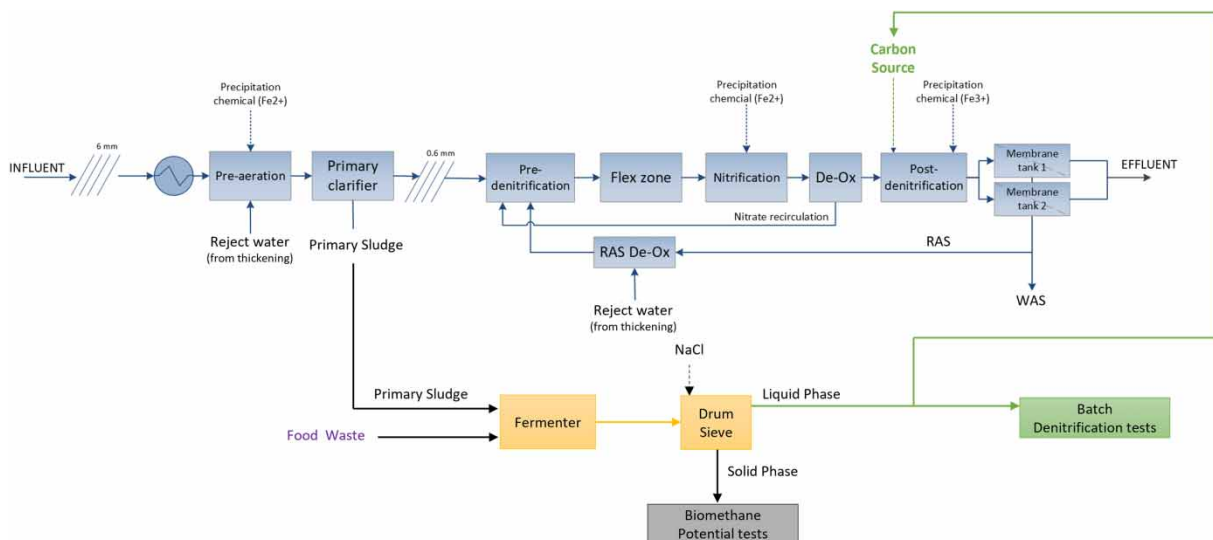 Carbon
Source
Precipitation
chemical (Fe2+)
Precipitation
chemcial (Fe2+)
Precipitation
chemical (Fe3+)
6 mm
0.6 mm
INFLUENT
Pre-aeration
Primary
clarifier
Pre-
denitrification
Flex zone
Nitrification
De-Ox
Post-
denitrification
Membrane
tank 1
Membrane
tank 2
EFFLUENT
Nitrate recirculation
Reject water
(from thickening)
Primary Sludge
RAS De-Ox
RAS
Reject water
(from thickening)
WAS
NaCl
Primary Sludge
Food Waste
Fermenter
Drum
Sieve
Liquid Phase
Batch
Denitrification tests
Solid Phase
Biomethane
Potential tests